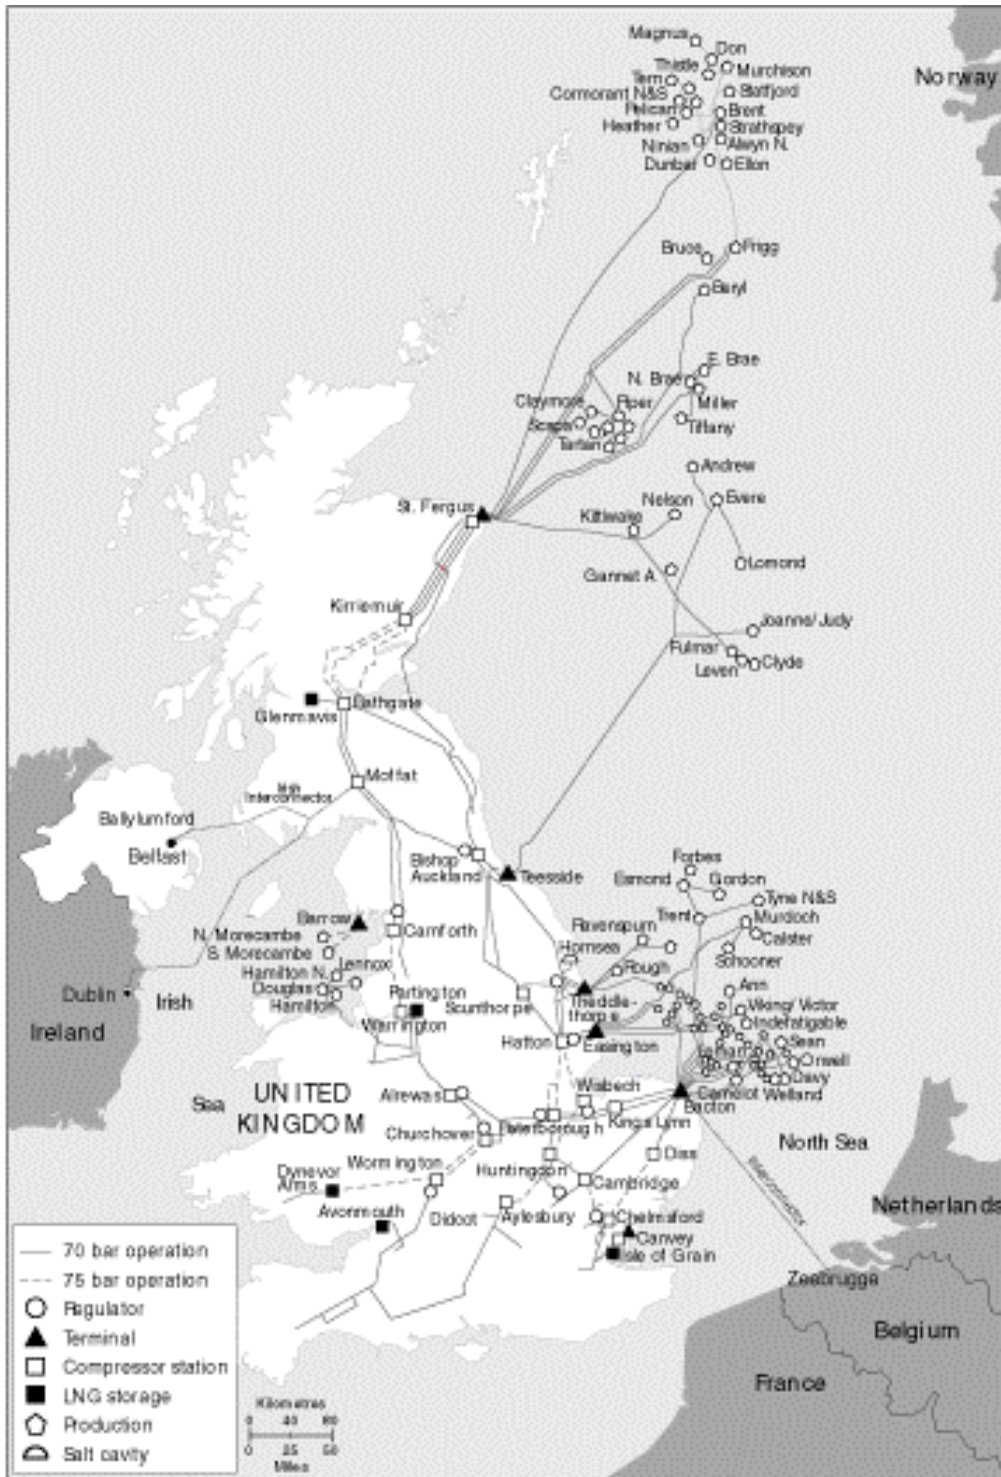 Magnus
Don
Thistle
Murchison
Tern
Statfjord
Cormorant N&S
Pelican
Brent
Heather
Strathspey
Ninian
Alwyn N.
Dunbar
Ellon
Norway
Bruce
Frigg
Beryl
E. Brae
N. Brae
Claymore
Piper
Miller
Scapa
Tiffany
Tartan
Andrew
St. Fergus
Nelson
Evere
Kittiwake
Lomond
Gannet A
Kirriemuir
Joanne/Judy
Fulmar
Leven
Clyde
Bathgate
Glenmavis
Moffat
Irish
Interconnector
Ballylumford
Belfast
Bishop
Auckland
Teesside
Forbes
Esmond
Gordon
Tyne N&S
Barrow
Ravenspurn
Trent
Murdoch
N. Morecambe
Carnforth
Hornsea
Calster
S. Morecambe
Schooner
Lennox
Rough
Hamilton N.
Ann
Dublin
Irish
Douglas
Partington
Scunthorpe
Theddle-
thorpe
Viking/Victor
Hamilton
Indefatigable
Ireland
Warrington
Hatton
Easington
Sean
Orwell
Wisbech
Davy
Sea
UNITED
KINGDOM
Alrewas
Camelot
Welland
Bacton
Peterborough
Kings Lynn
Churchover
North Sea
Wormington
Huntingdon
Diss
Dynevor
Arms
Cambridge
Interconnector
Netherlands
Avonmouth
Didcot
Aylesbury
Chelmsford
Canvey
Isle of Grain
Zeebrugge
Belgium
France
70 bar operation
75 bar operation
Regulator
Terminal
Compressor station
LNG storage
Production
Salt cavity
Kilometres
0 40 80
0 25 50
Miles